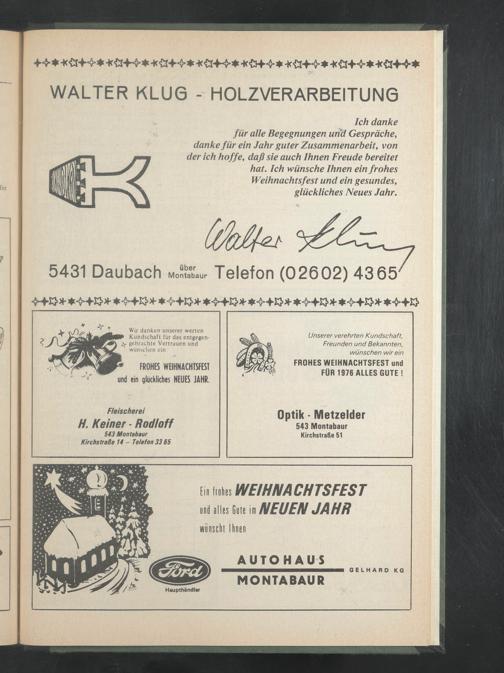 WALTER KLUG - HOLZVERARBEITUNG
Ich danke
für alle Begegnungen und Gespräche,
danke für ein Jahr guter Zusammenarbeit, von
der ich hoffe, daß sie auch Ihnen Freude bereitet
hat. Ich wünsche Ihnen ein frohes
Weihnachtsfest und ein gesundes,
glückliches Neues Jahr.
Walter Klug
5431 Daubach über Montabaur Telefon (02602) 4365
Wir danken unserer werten
Kundschaft für das entgegen-
gebrachte Vertrauen und
wünschen ein
FROHES WEIHNACHTSFEST
und ein glückliches NEUES JAHR.
Fleischerei
H. Keiner - Rodloff
543 Montabaur
Kirchstraße 14 – Telefon 33 65
Unserer verehrten Kundschaft,
Freunden und Bekannten,
wünschen wir ein
FROHES WEIHNACHTSFEST und
FÜR 1976 ALLES GUTE !
Optik - Metzelder
543 Montabaur
Kirchstraße 51
Ein frohes WEIHNACHTSFEST
und alles Gute im NEUEN JAHR
wünscht Ihnen
Ford
Haupthändler
AUTOHAUS
MONTABAUR
GELHARD KG